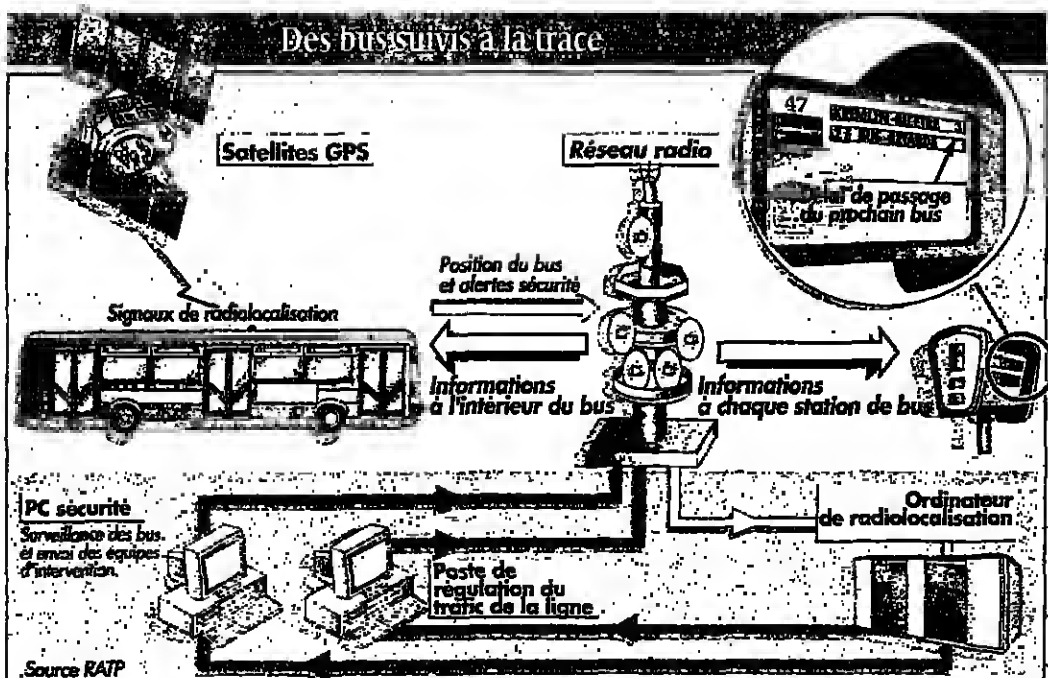 Des bus suivis à la trace
Satellites GPS
Réseau radio
47
Délai de passage
du prochain bus
Position du bus
et alertes sécurité
Signaux de radiolocalisation
Informations
à l'intérieur du bus
Informations
à chaque station de bus
PC sécurité
Surveillance des bus
et envoi des équipes
d'intervention.
Poste de
régulation du
trafic de la ligne
Ordinateur
de radiolocalisation
Source RATP